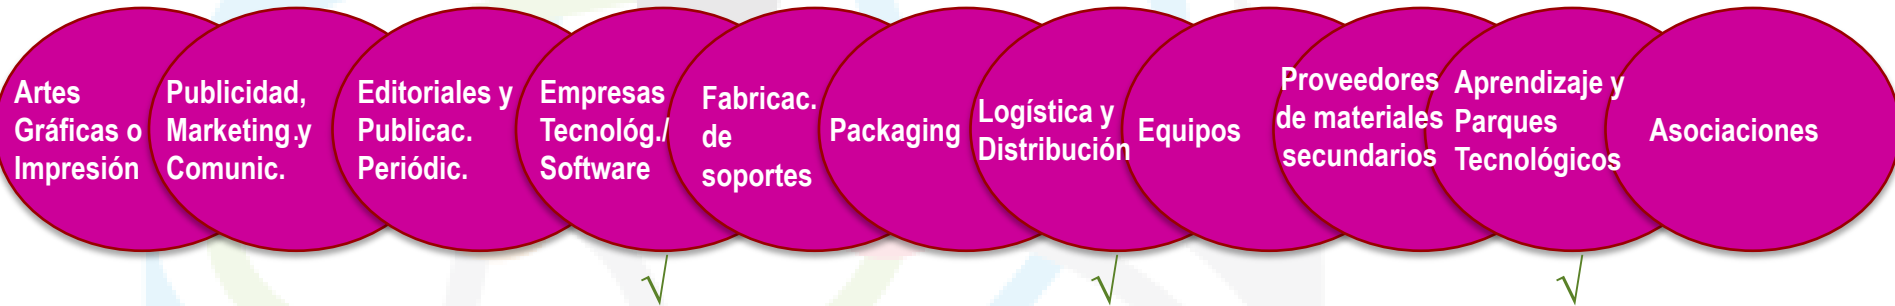 Artes
Gráficas o
Impresión
Publicidad,
Marketing.y
Comunic.
Editoriales y
Publicac.
Periódic.
Empresas
Tecnológ./
Software
Fabricac.
de
soportes
Packaging
Logística y
Distribución
Equipos
Proveedores
de materiales
secundarios
Aprendizaje y
Parques
Tecnológicos
Asociaciones
√ √ √